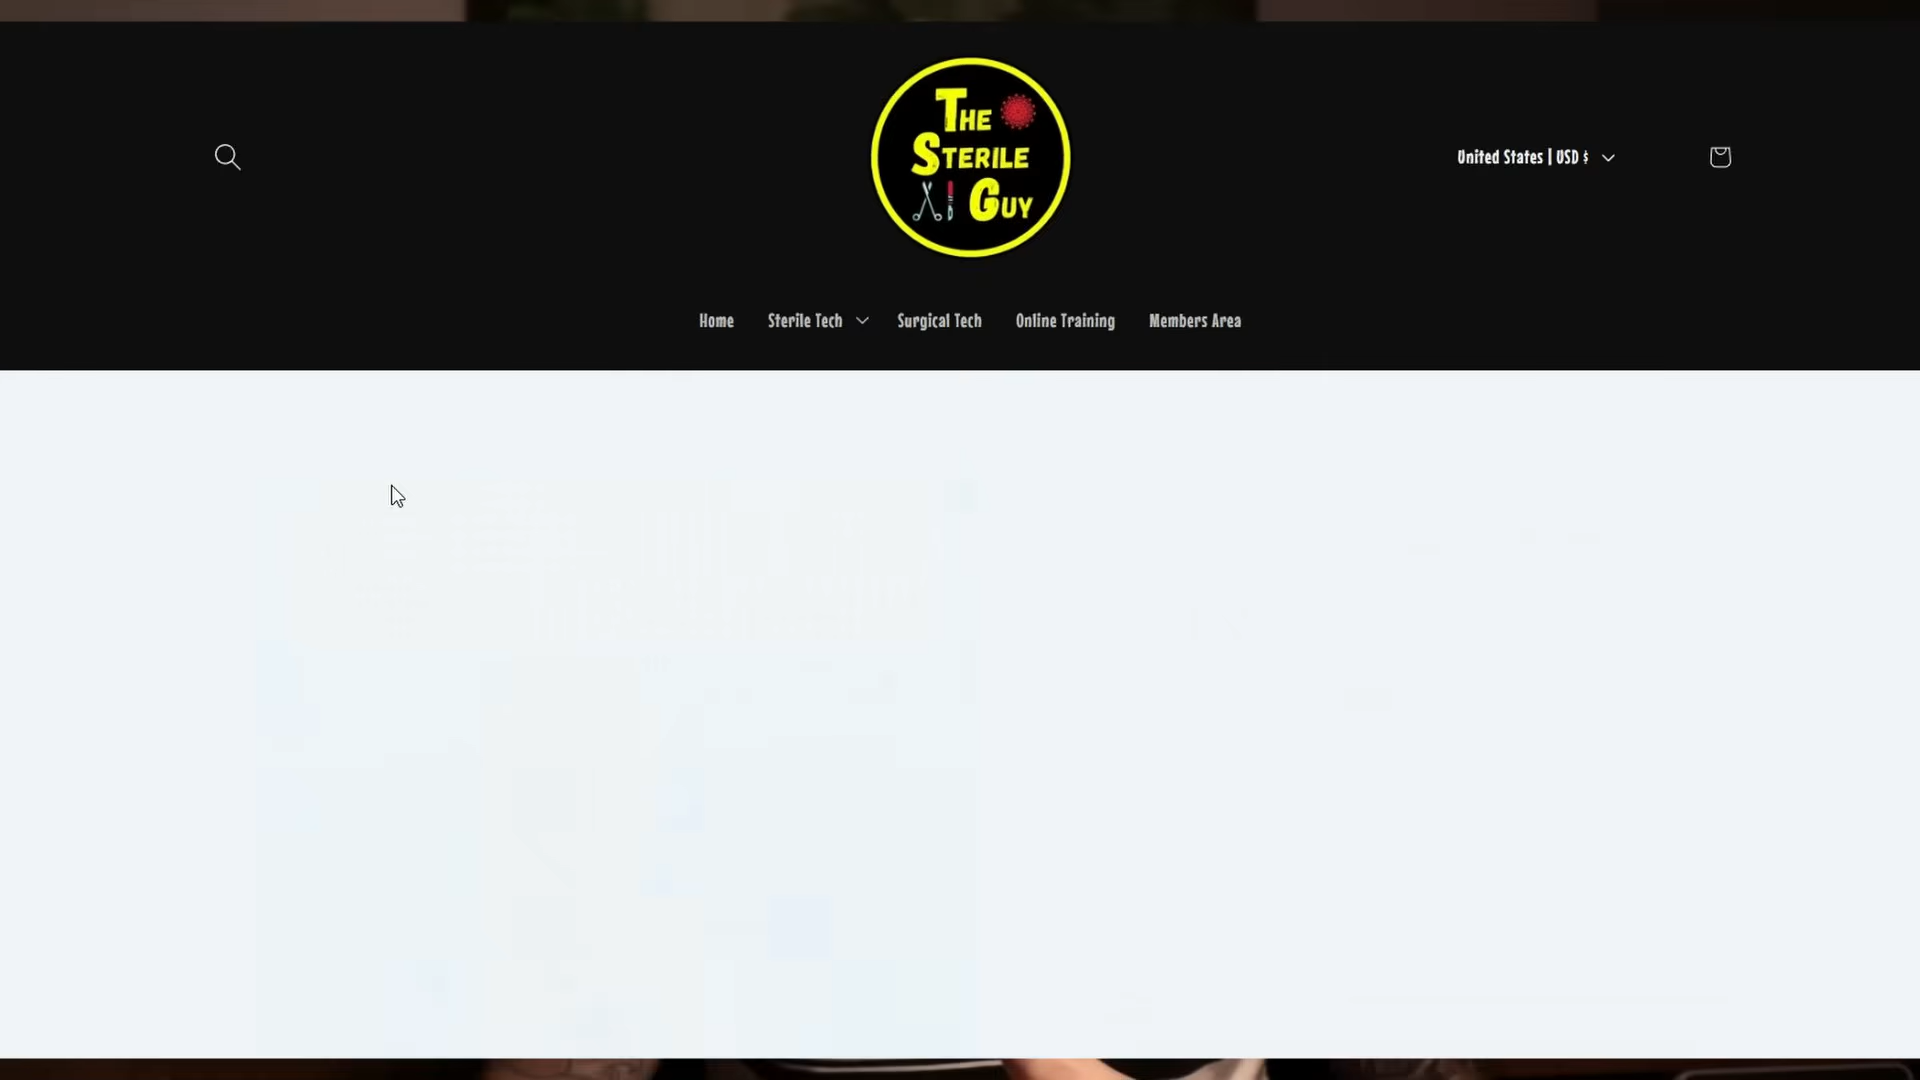 THE
STERILE
GUY
United States | USD $
Home
Sterile Tech
Surgical Tech
Online Training
Members Area